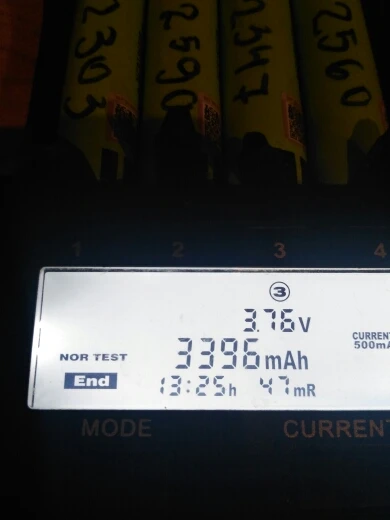 2303 2590 2347 2560
1 2 3 4
3
3.76V
CURRENT
500mA
NOR TEST
3396mAh
End
13:25h 47mR
MODE CURRENT